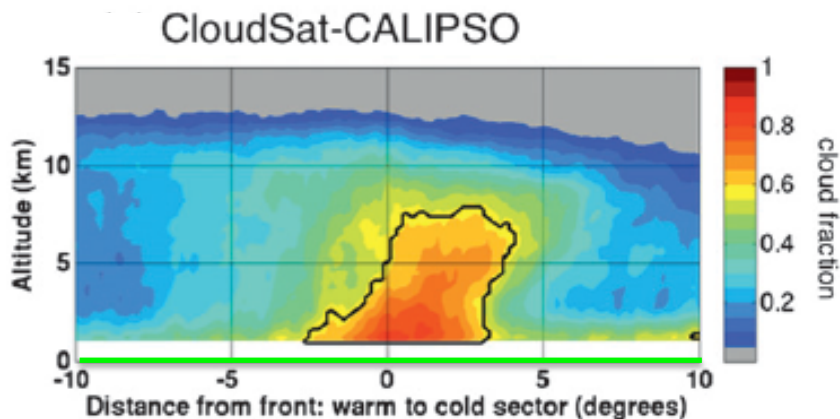 CloudSat-CALIPSO
15
10
5
0
Altitude (km)
-10 -5 0 5 10
Distance from front: warm to cold sector (degrees)
1
0.8
0.6
0.4
0.2
cloud fraction